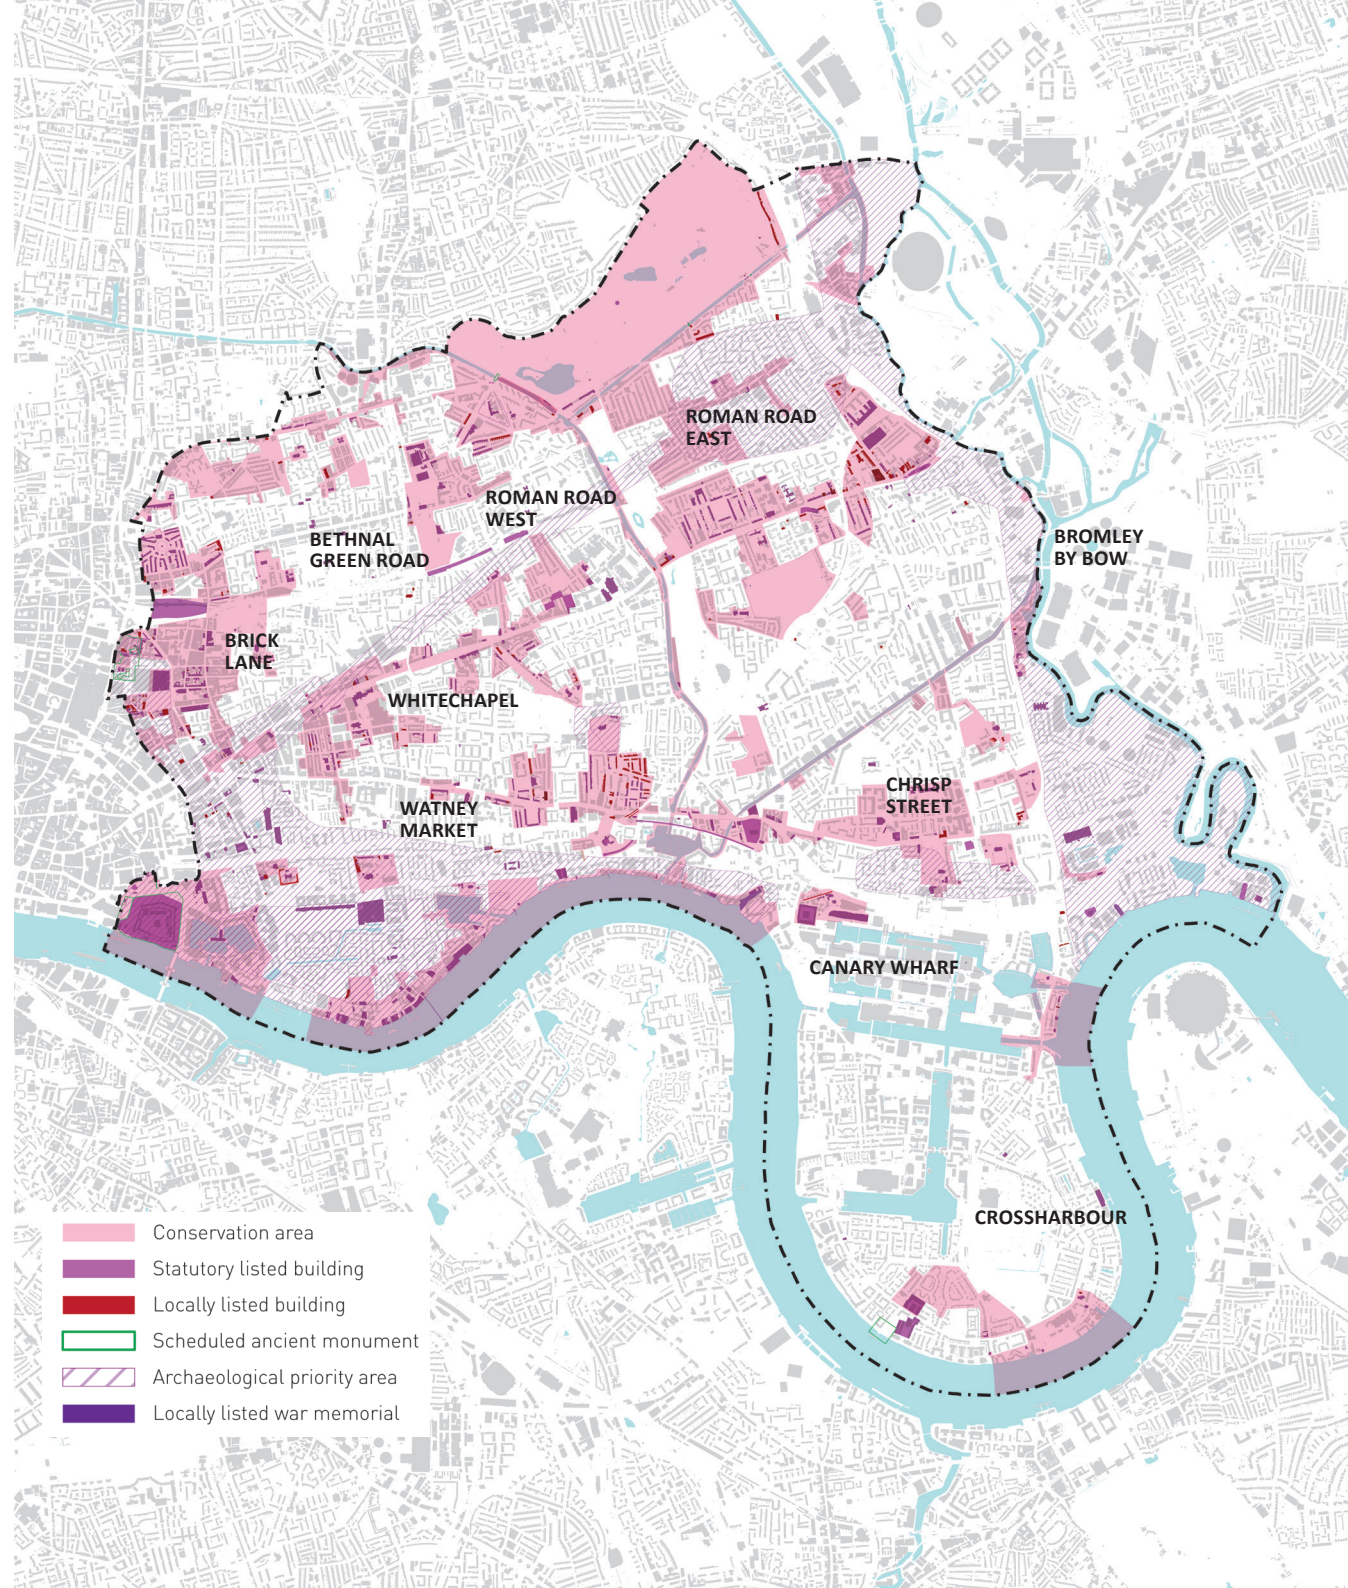 ROMAN ROAD
EAST
ROMAN ROAD
WEST
BETHNAL
GREEN ROAD
BROMLEY
BY BOW
BRICK
LANE
WHITECHAPEL
CHRISP
STREET
WATNEY
MARKET
CANARY WHARF
CROSSHARBOUR
Conservation area
Statutory listed building
Locally listed building
Scheduled ancient monument
Archaeological priority area
Locally listed war memorial